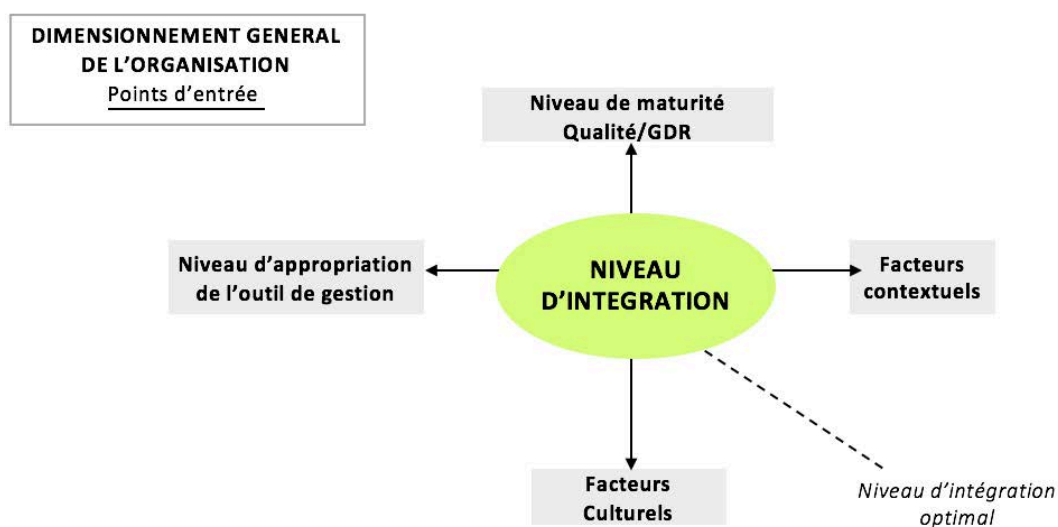 DIMENSIONNEMENT GENERAL
DE L'ORGANISATION
Points d'entrée
Niveau de maturité
Qualité/GDR
Niveau d'appropriation
de l'outil de gestion
NIVEAU
D'INTEGRATION
Facteurs
contextuels
Facteurs
Culturels
Niveau d'intégration
optimal